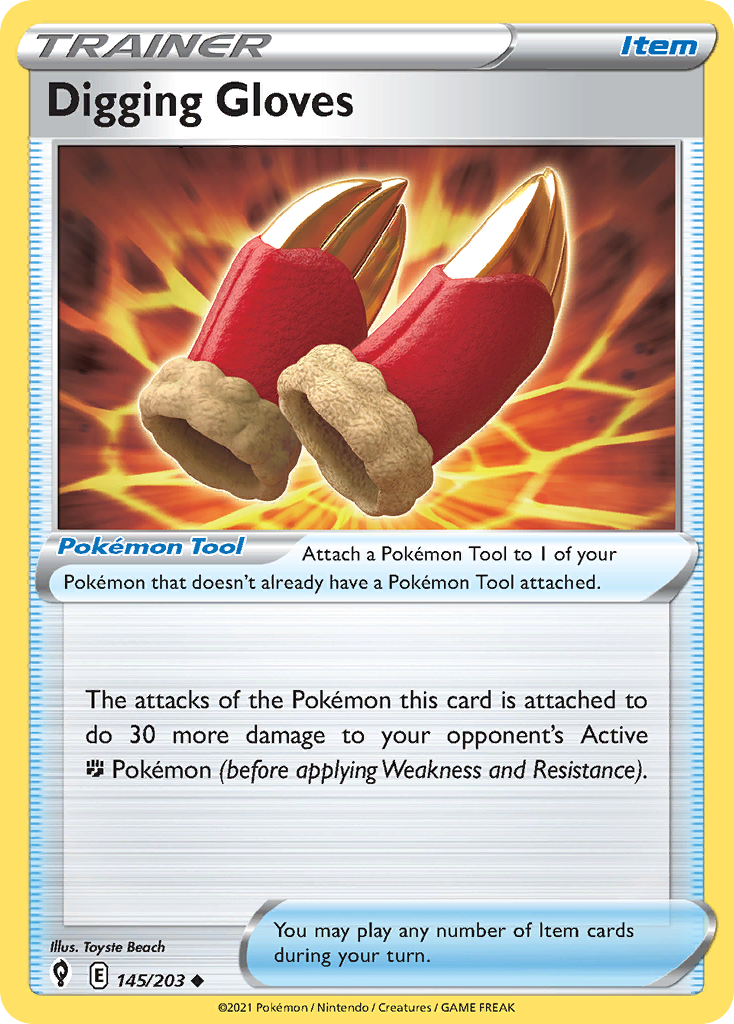 TRAINER
Item
Digging Gloves
Pokémon Tool
Attach a Pokémon Tool to 1 of your
Pokémon that doesn't already have a Pokémon Tool attached.
The attacks of the Pokémon this card is attached to
do 30 more damage to your opponent's Active
Pokémon (before applying Weakness and Resistance).
You may play any number of Item cards
during your turn.
Illus. Toyste Beach
E 145/203
©2021 Pokémon / Nintendo / Creatures / GAME FREAK